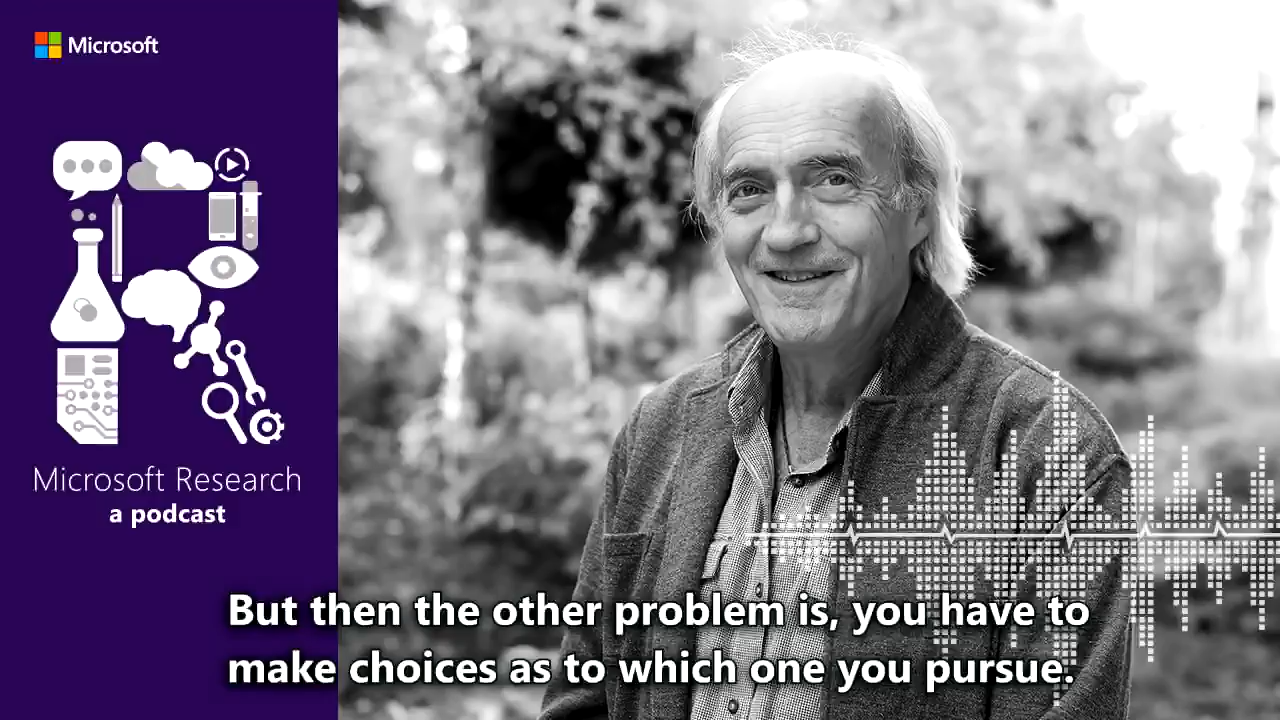 Microsoft
Microsoft Research
a podcast
But then the other problem is, you have to
make choices as to which one you pursue.